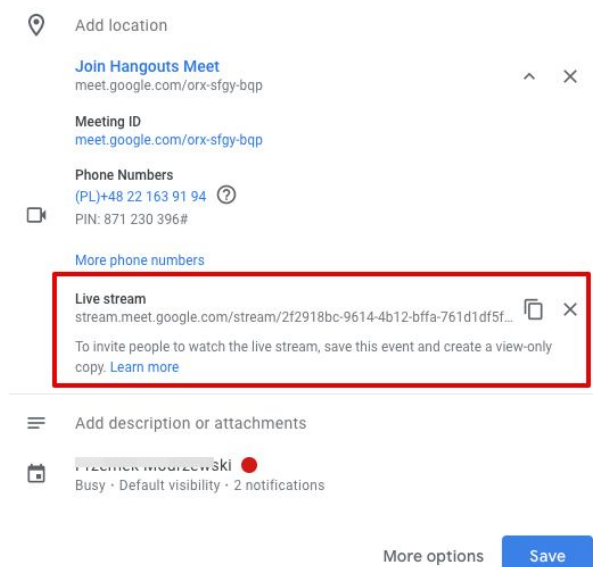 Add location
Join Hangouts Meet
meet.google.com/orx-sfgy-bqp
Meeting ID
meet.google.com/orx-sfgy-bqp
Phone Numbers
(PL)+48 22 163 91 94
PIN: 871 230 396#
More phone numbers
Live stream
stream.meet.google.com/stream/2f2918bc-9614-4b12-bffa-761d1df5f...
To invite people to watch the live stream, save this event and create a view-only
copy. Learn more
Add description or attachments
Busy · Default visibility · 2 notifications
More options
Save